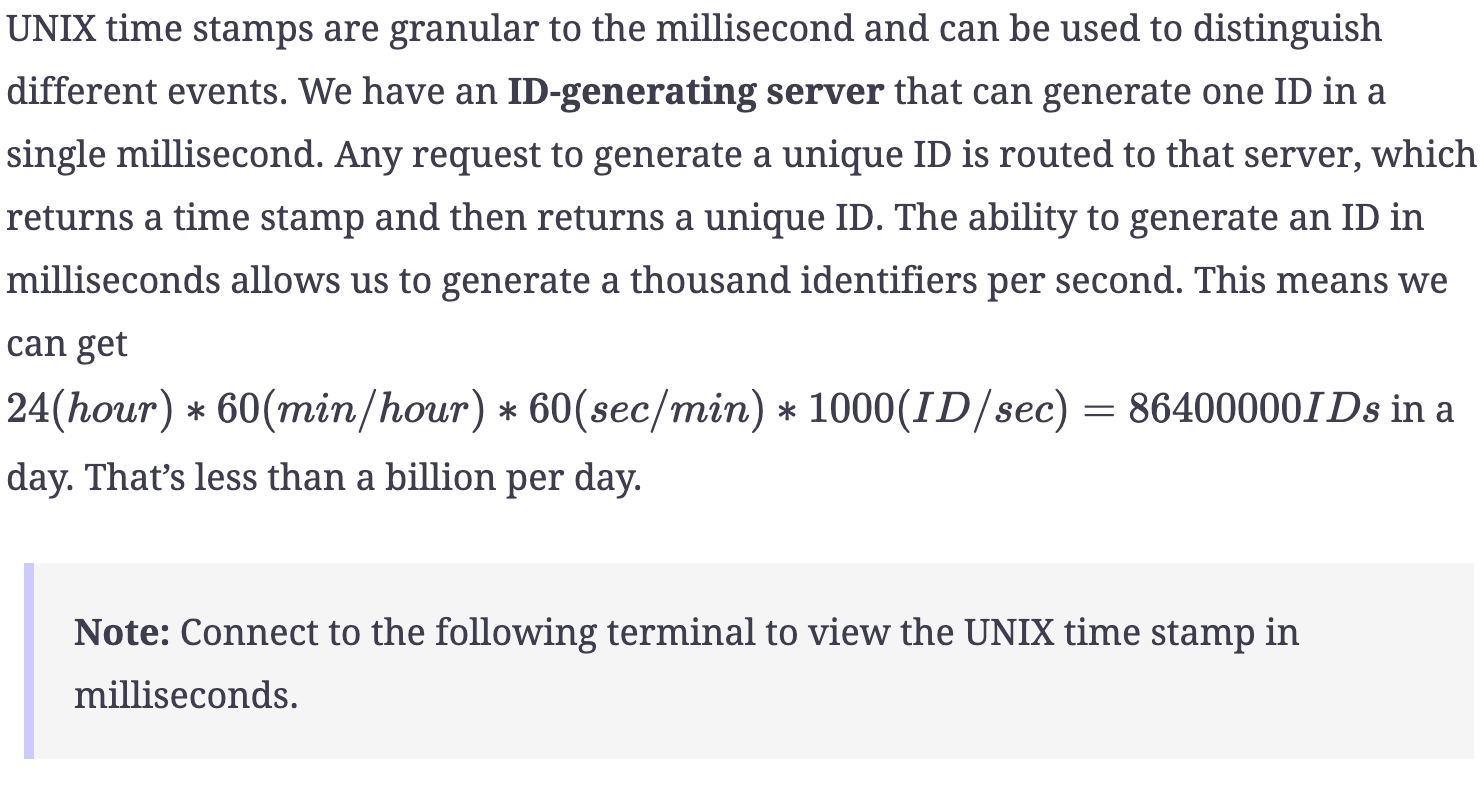 UNIX time stamps are granular to the millisecond and can be used to distinguish
different events. We have an ID-generating server that can generate one ID in a
single millisecond. Any request to generate a unique ID is routed to that server, which
returns a time stamp and then returns a unique ID. The ability to generate an ID in
milliseconds allows us to generate a thousand identifiers per second. This means we
can get
24(hour) ∗ 60(min/hour) ∗ 60(sec/min) ∗ 1000(ID/sec) = 86400000IDs in a
day. That’s less than a billion per day.
Note: Connect to the following terminal to view the UNIX time stamp in
milliseconds.